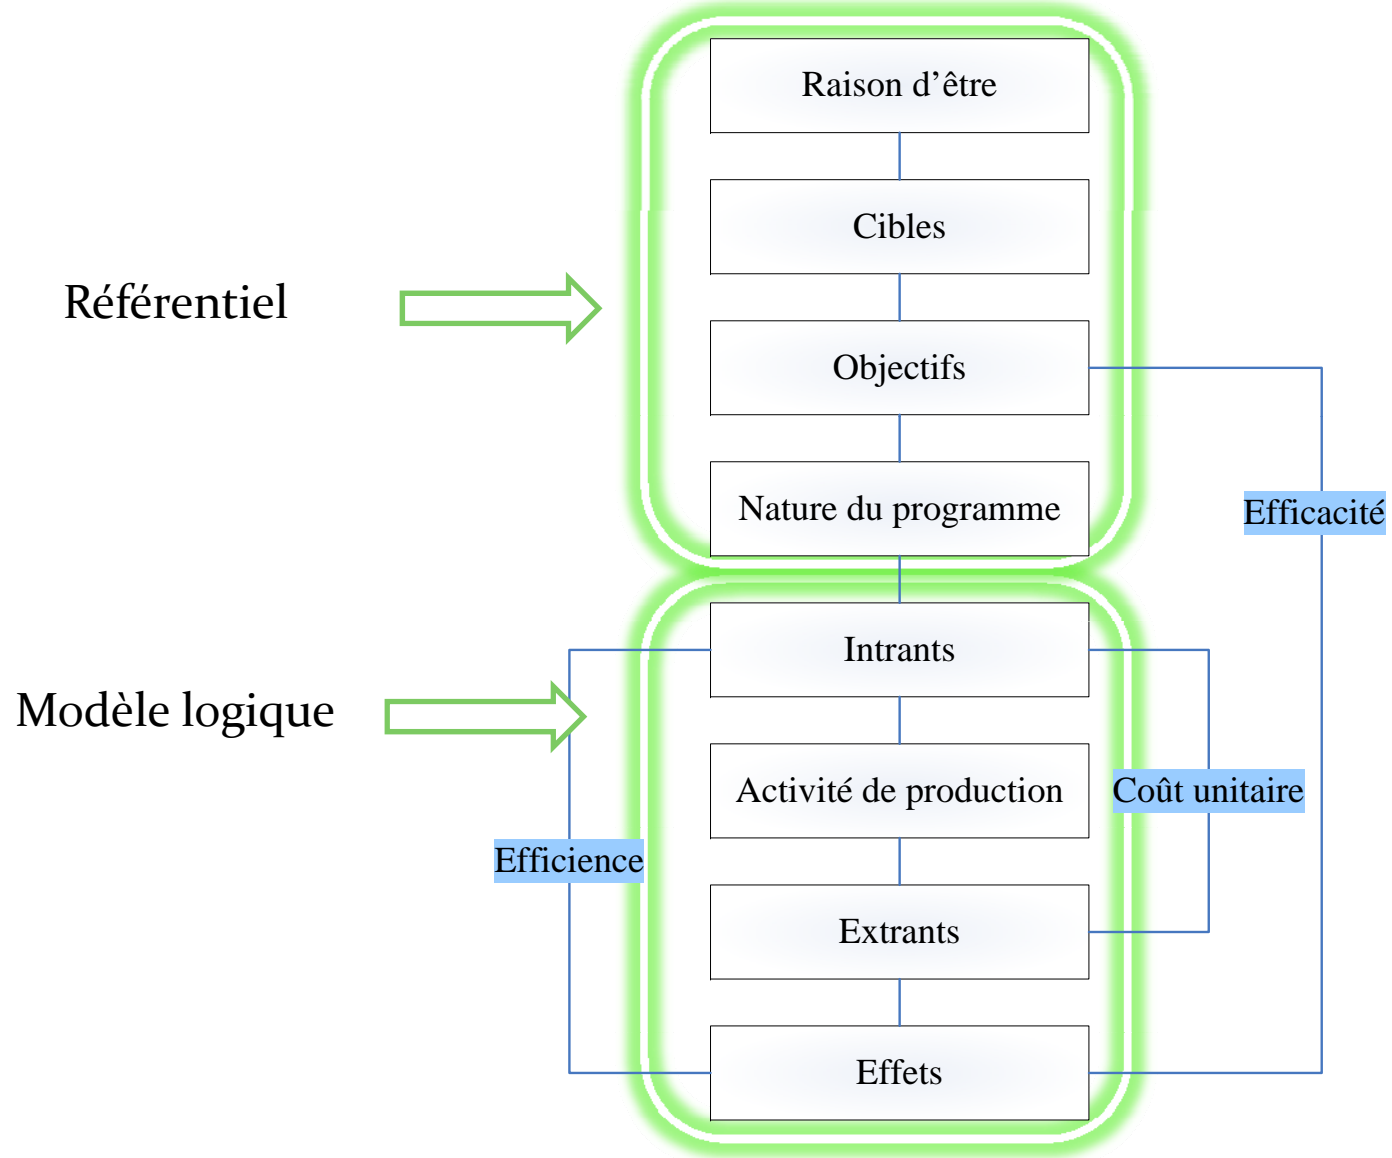 Raison d’être
Cibles
Référentiel
Objectifs
Nature du programme
Efficacité
Intrants
Modèle logique
Activité de production
Coût unitaire
Efficience
Extrants
Effets